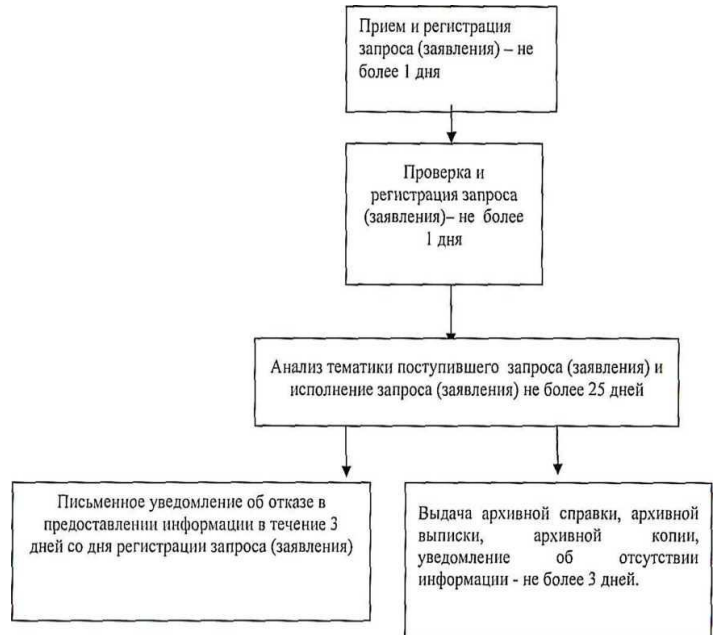 Прием и регистрация
запроса (заявления) – не
более 1 дня
Проверка и
регистрация запроса
(заявления)– не более
1 дня
Анализ тематики поступившего запроса (заявления) и
исполнение запроса (заявления) не более 25 дней
Письменное уведомление об отказе в
предоставлении информации в течение 3
дней со дня регистрации запроса (заявления)
Выдача архивной справки, архивной
выписки, архивной копии,
уведомление об отсутствии
информации - не более 3 дней.